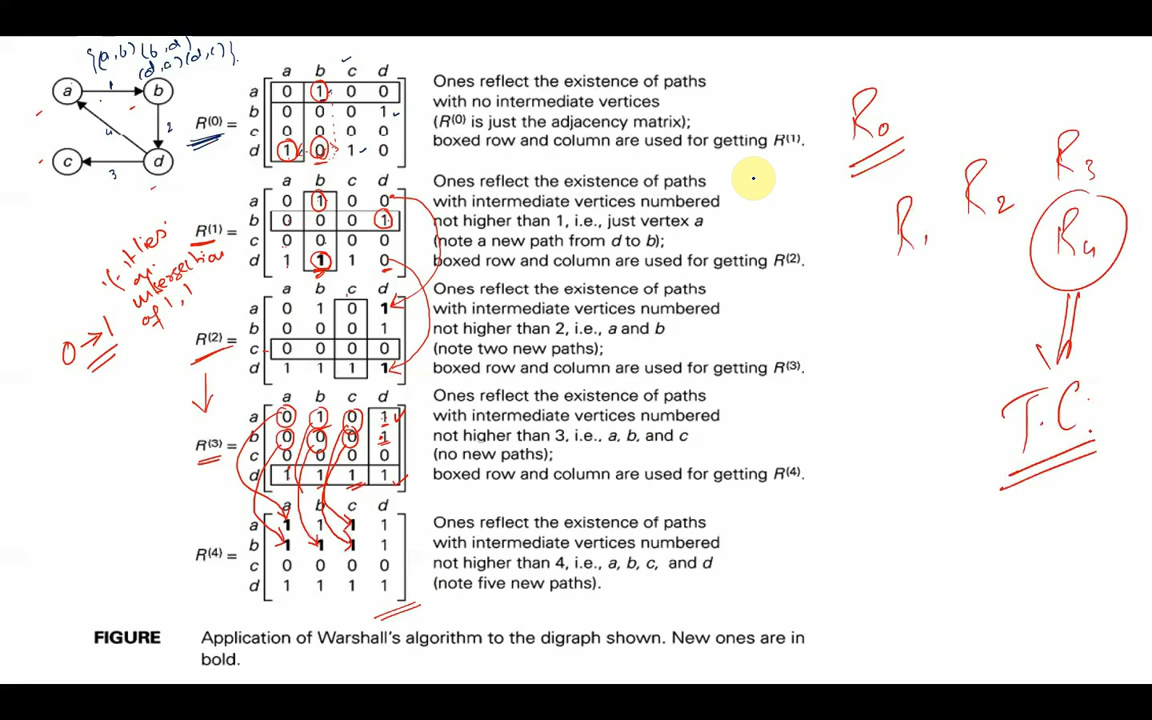 {(a,b)(b,d)
(d,a)(d,c)}
a b
1
4 2
c d
3
a b c d
a 0 1 0 0
b 0 0 0 1
R(0) =
c 0 0 0 0
d 1 0 1 0
Ones reflect the existence of paths
with no intermediate vertices
(R(0) is just the adjacency matrix);
boxed row and column are used for getting R(1).
a b c d
a 0 1 0 0
b 0 0 0 1
R(1) =
c 0 0 0 0
d 1 1 1 0
Ones reflect the existence of paths
with intermediate vertices numbered
not higher than 1, i.e., just vertex a
(note a new path from d to b);
boxed row and column are used for getting R(2).
a b c d
a 0 1 0 1
b 0 0 0 1
R(2) =
c 0 0 0 0
d 1 1 1 1
Ones reflect the existence of paths
with intermediate vertices numbered
not higher than 2, i.e., a and b
(note two new paths);
boxed row and column are used for getting R(3).
a b c d
a 0 1 0 1
b 0 0 0 1
R(3) =
c 0 0 0 0
d 1 1 1 1
Ones reflect the existence of paths
with intermediate vertices numbered
not higher than 3, i.e., a, b, and c
(no new paths);
boxed row and column are used for getting R(4).
a b c d
a 1 1 1 1
b 1 1 1 1
R(4) =
c 0 0 0 0
d 1 1 1 1
Ones reflect the existence of paths
with intermediate vertices numbered
not higher than 4, i.e., a, b, c, and d
(note five new paths).
0 → 1
if it lies
intersection
of 1,1
R0
R1
R2
R3
R4
T.C.
FIGURE Application of Warshall's algorithm to the digraph shown. New ones are in
bold.